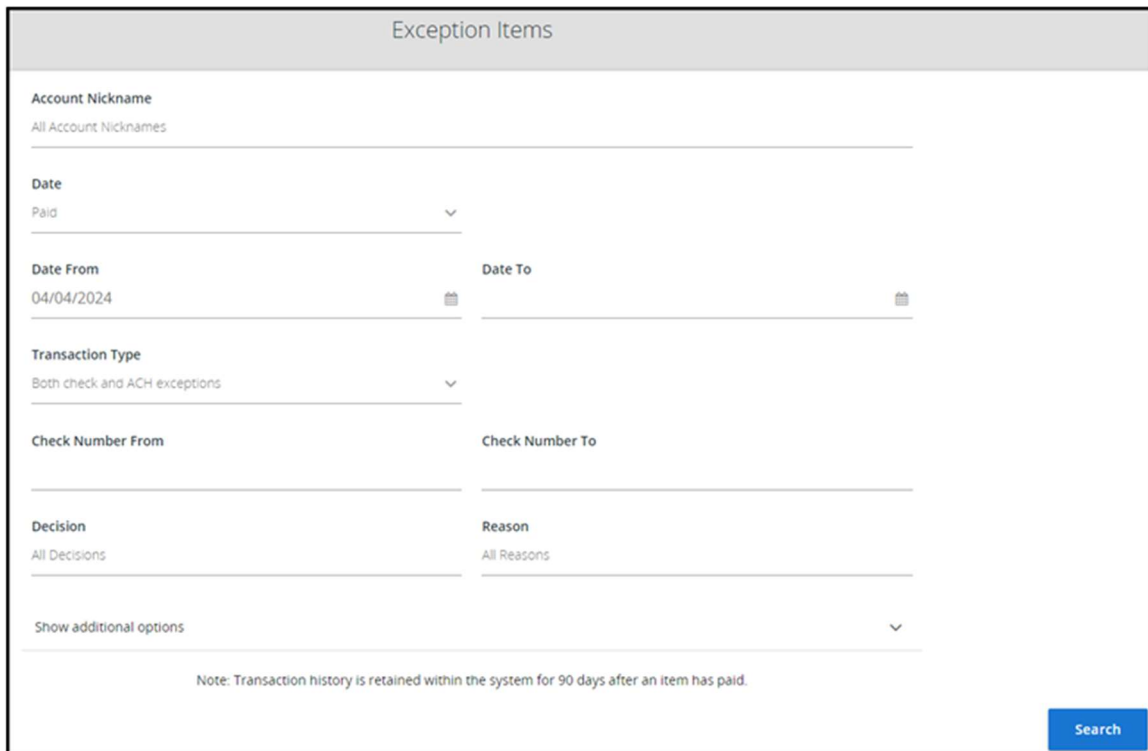 Exception Items
Account Nickname
All Account Nicknames
Date
Paid
Date From
Date To
04/04/2024
Transaction Type
Both check and ACH exceptions
Check Number From
Check Number To
Decision
Reason
All Decisions
All Reasons
Show additional options
Note: Transaction history is retained within the system for 90 days after an item has paid.
Search